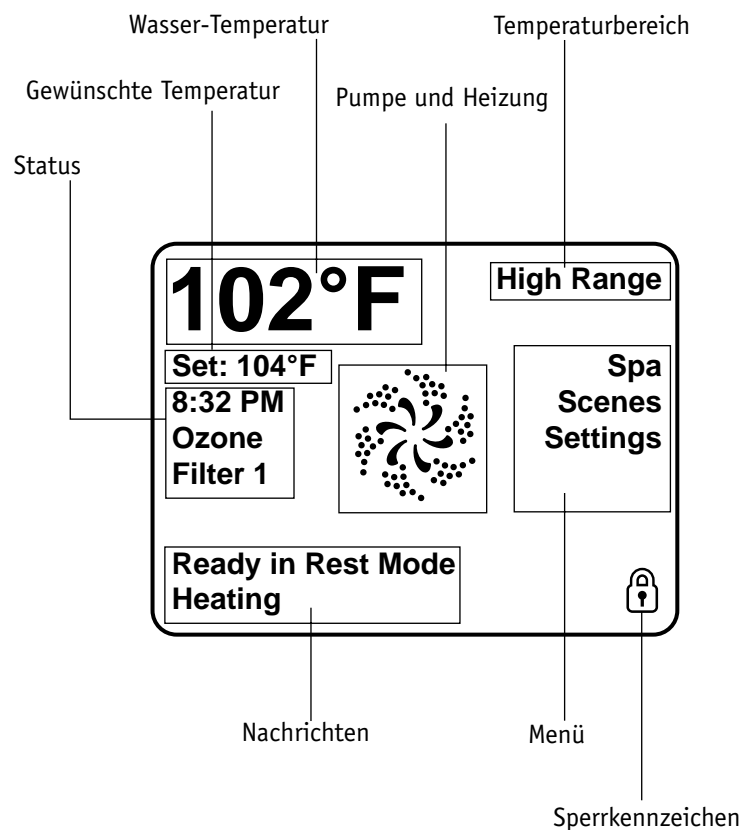 Wasser-Temperatur
Temperaturbereich
Gewünschte Temperatur
Pumpe und Heizung
Status
102°F
High Range
Set: 104°F
8:32 PM
Ozone
Filter 1
Spa
Scenes
Settings
Ready in Rest Mode
Heating
Nachrichten
Menü
Sperrkennzeichen